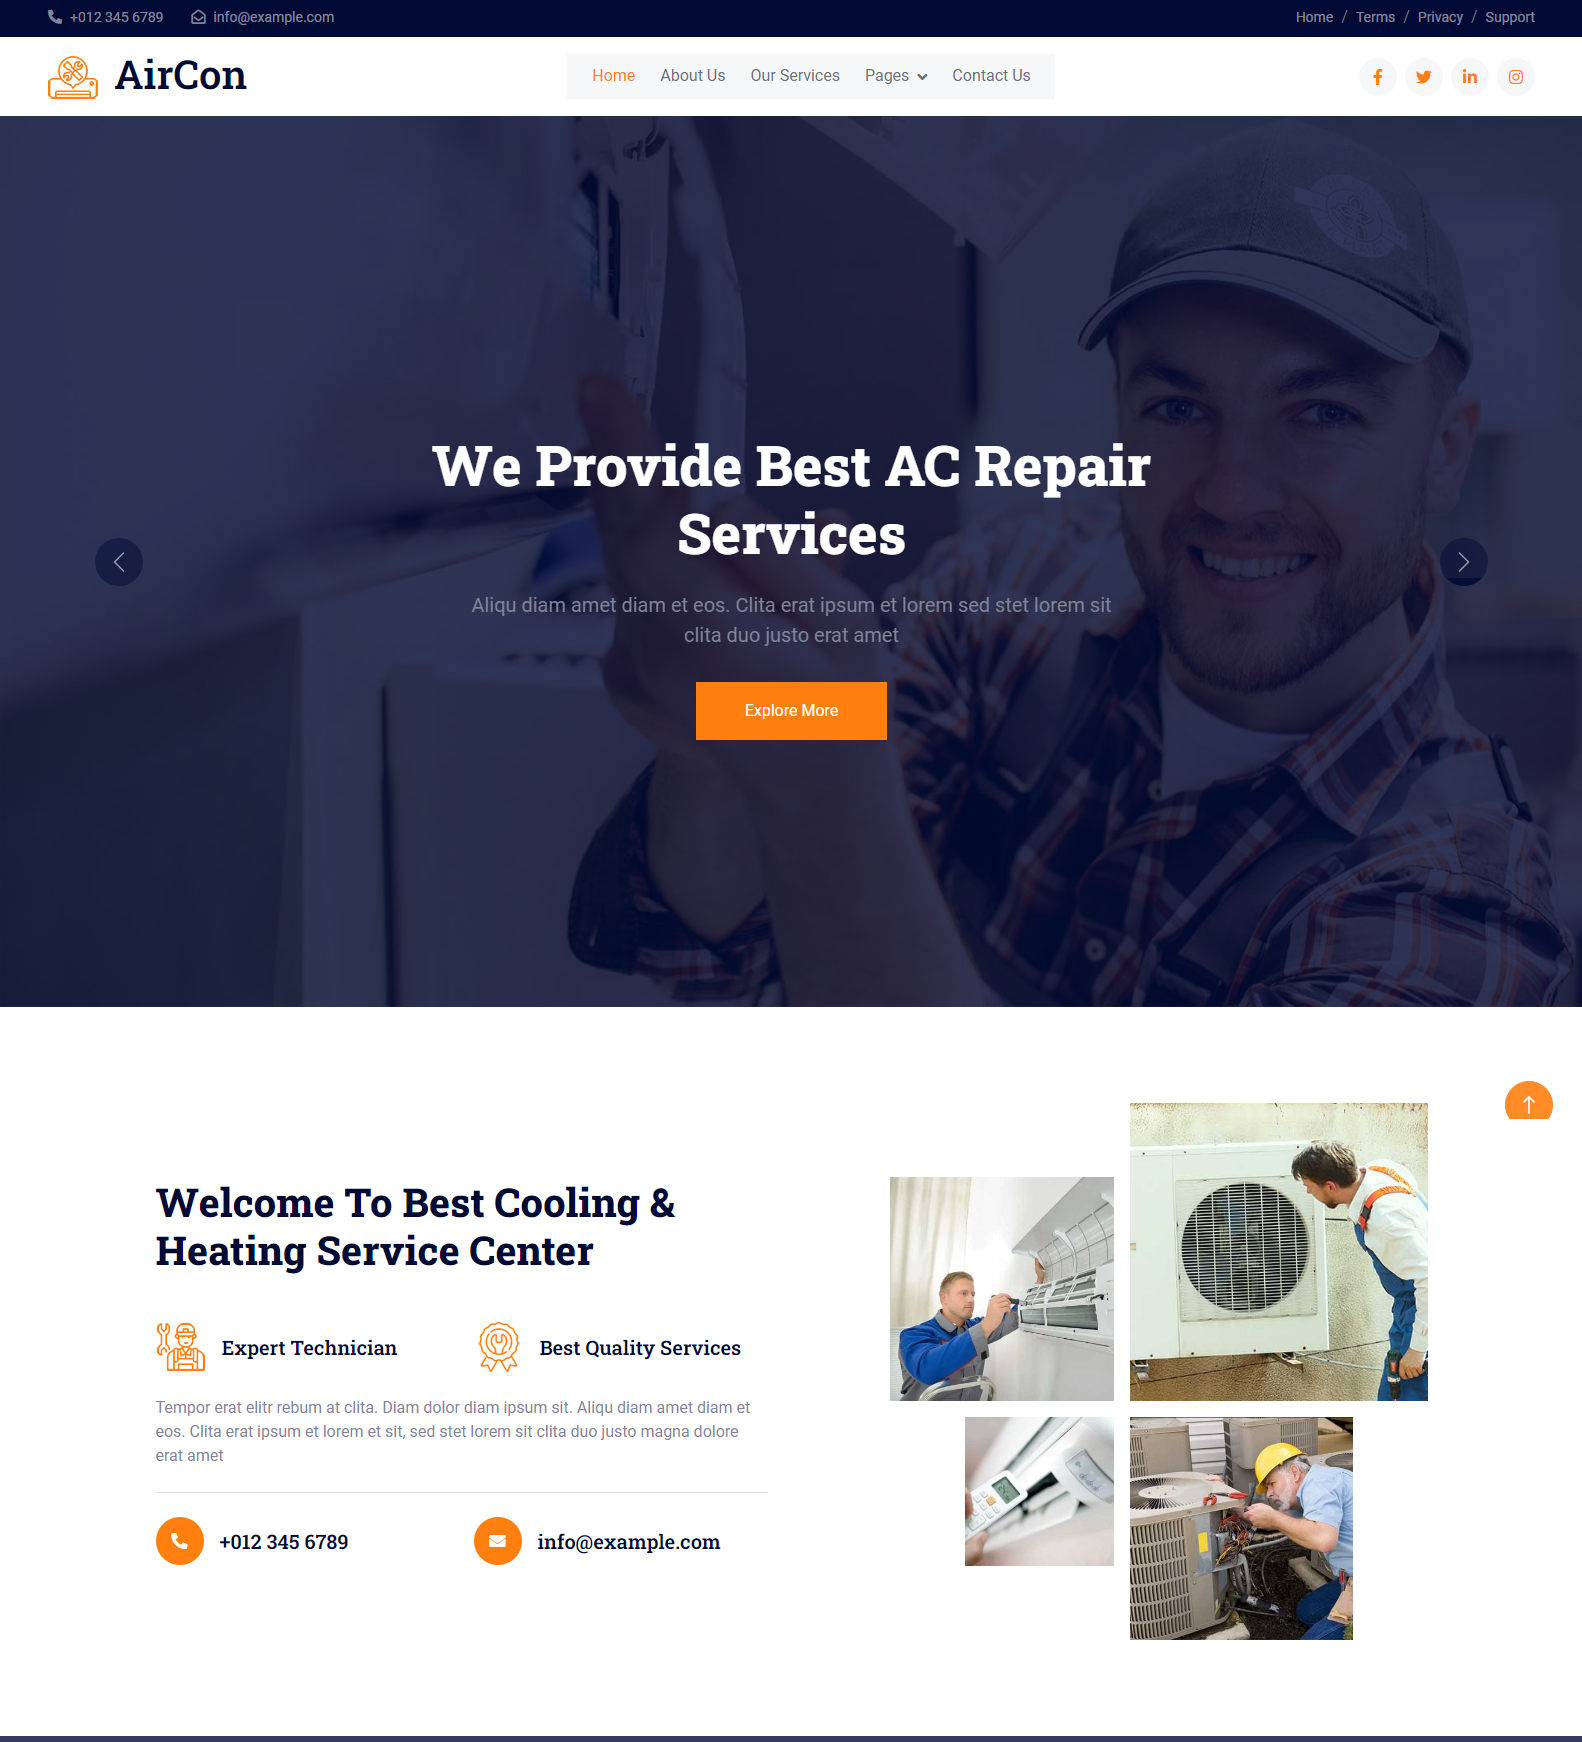 +012 345 6789 info@example.com Home / Terms / Privacy / Support
AirCon Home About Us Our Services Pages Contact Us
We Provide Best AC Repair
Services
Aliqu diam amet diam et eos. Clita erat ipsum et lorem sed stet lorem sit
clita duo justo erat amet
Explore More
Welcome To Best Cooling &
Heating Service Center
Expert Technician Best Quality Services
Tempor erat elitr rebum at clita. Diam dolor diam ipsum sit. Aliqu diam amet diam et
eos. Clita erat ipsum et lorem et sit, sed stet lorem sit clita duo justo magna dolore
erat amet
+012 345 6789 info@example.com